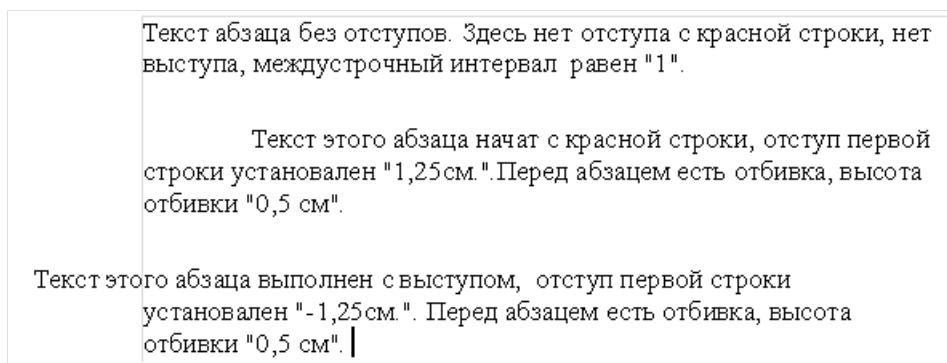 Текст абзаца без отступов. Здесь нет отступа с красной строки, нет
выступа, междустрочный интервал  равен "1".
Текст этого абзаца начат с красной строки, отступ первой
строки установален "1,25см.".Перед абзацем есть отбивка, высота
отбивки "0,5 см".
Текст этого абзаца выполнен с выступом,  отступ первой строки
установален "-1,25см.". Перед абзацем есть отбивка, высота
отбивки "0,5 см".